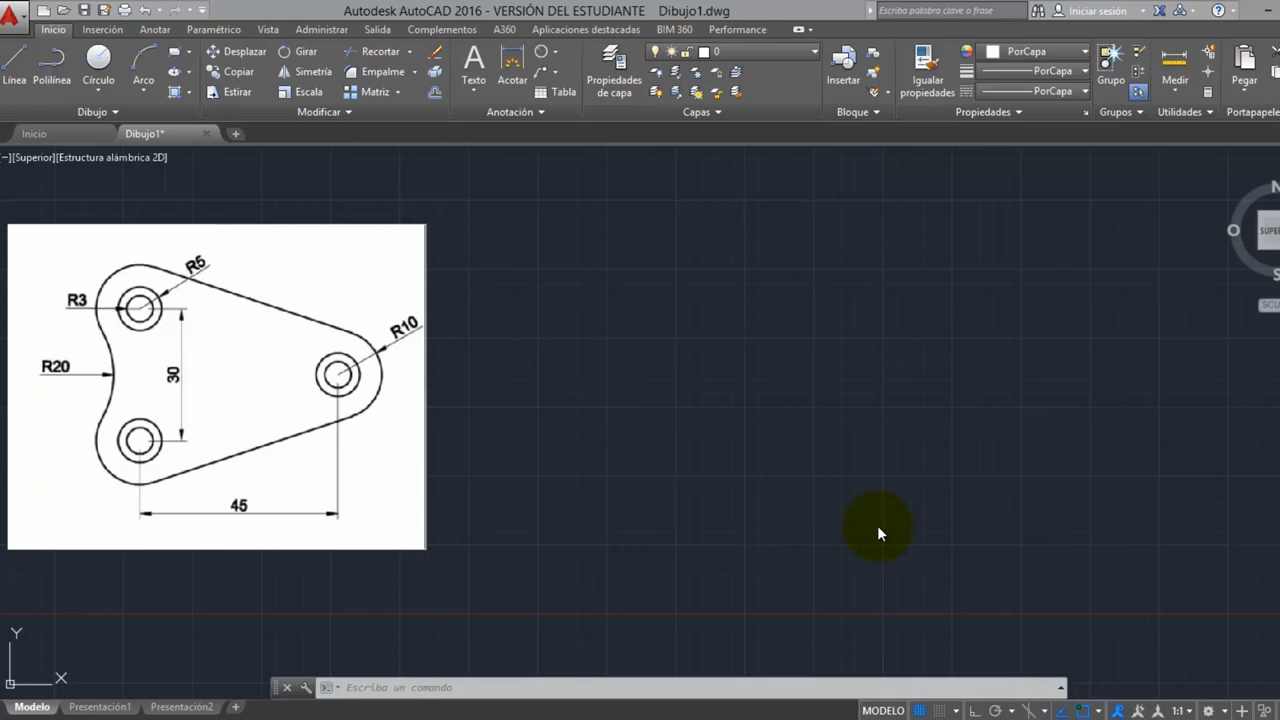 Autodesk AutoCAD 2016 - VERSIÓN DEL ESTUDIANTE Dibujo1.dwg
Escriba palabra clave o frase
Iniciar sesión
Inicio Inserción Anotar Paramétrico Vista Administrar Salida Complementos A360 Aplicaciones destacadas BIM 360 Performance
Línea Polilínea Círculo Arco
Desplazar Girar Recortar
Copiar Simetría Empalme
Estirar Escala Matriz
Texto Acotar Tabla
Propiedades de capa
0
Insertar
Igualar propiedades
PorCapa
PorCapa
PorCapa
Grupo
Medir
Pegar
Dibujo Modificar Anotación Capas Bloque Propiedades Grupos Utilidades Portapape
Inicio Dibujo1*
[Superior][Estructura alámbrica 2D]
N
O
SUPER
S
SCU
R5
R3
R10
R20
30
45
Y
X
Escriba un comando
Modelo Presentación1 Presentación2
MODELO
1:1